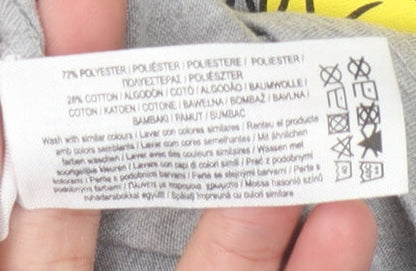 72% POLYESTER / POLIÉSTER / POLIESTERE / POLIESTER /
ΠΟΛΥΕΣΤΕΡΑΣ / POLIÉSZTER
28% COTTON / ALGODÓN / COTÓ / ALGODÃO / BAUMWOLLE /
COTON / KATOEN / COTONE / BAWEŁNA / BOMBAŽ / BAVLNA /
BAMBAKI / PAMUT / BUMBAC
Wash with similar colours / Lavar con colores similares / Renteu el producte
amb colors semblants / Lavar com cores semelhantes / Mit ähnlichen
farben waschen / Lavar avec des couleurs similaires / Met
soortgelijke kleuren / Lavare con capi di colori simili / Prać z podobnymi
kolorami / Perite s podobnimi barvami / Perte se stejnými barvami /
/ Perte s podobnými farbami / Πλύνετε με παρόμοια χρώματα / Mossa hasonló színű
ruhadarabokkal együtt / Spălați împreună cu culori similare